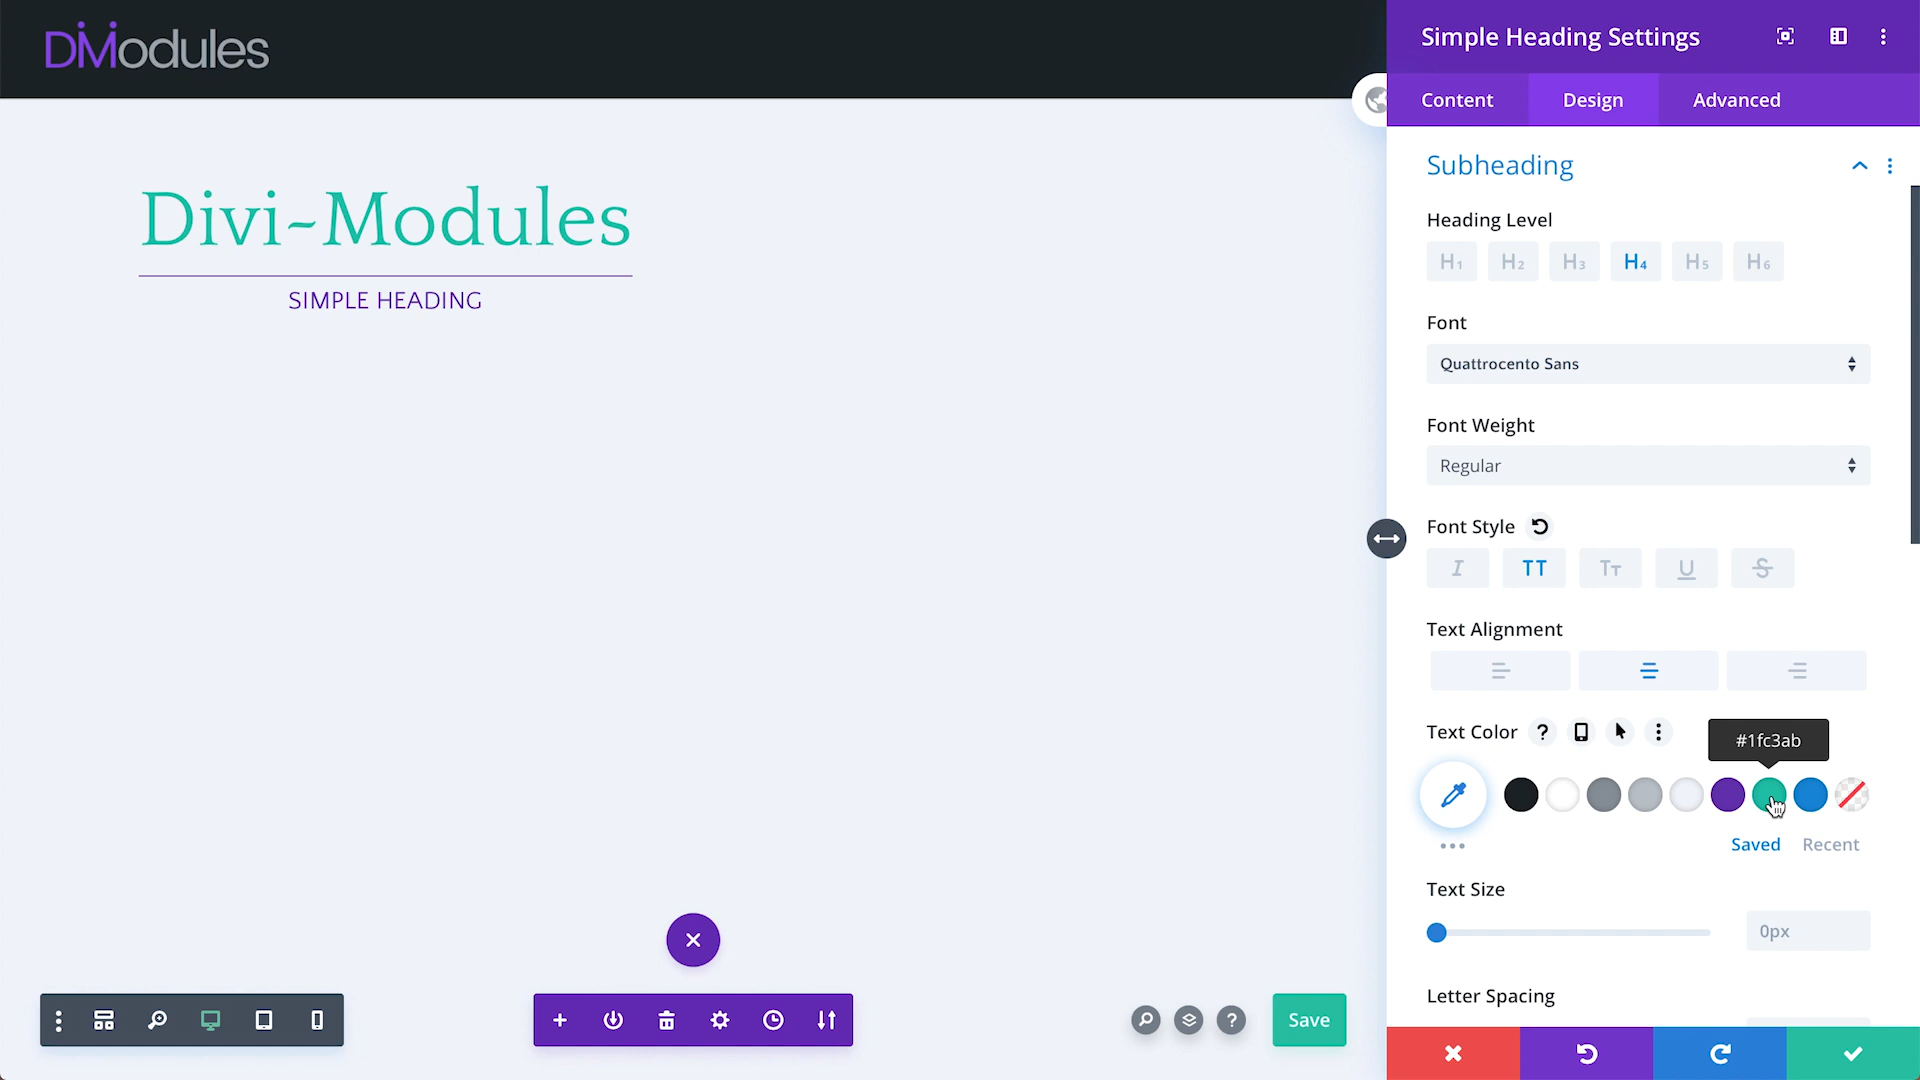 DiModules
Simple Heading Settings
Content Design Advanced
Divi~Modules
SIMPLE HEADING
Subheading
Heading Level
H1 H2 H3 H4 H5 H6
Font
Quattrocento Sans
Font Weight
Regular
Font Style
I TT TT U S
Text Alignment
Text Color ?
#1fc3ab
Saved Recent
Text Size
0px
Letter Spacing
? Save